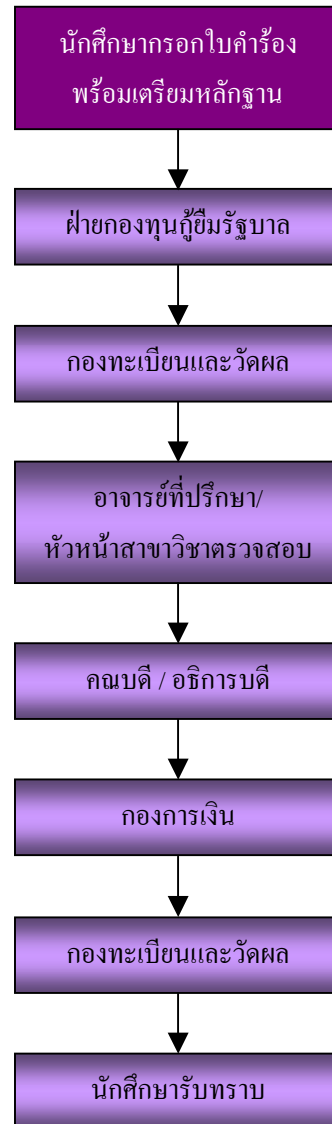 นักศึกษากรอกใบคำร้อง
พร้อมเตรียมหลักฐาน
ฝ่ายกองทุนกู้ยืมรัฐบาล
กองทะเบียนและวัดผล
อาจารย์ที่ปรึกษา/
หัวหน้าสาขาวิชาตรวจสอบ
คณบดี / อธิการบดี
กองการเงิน
กองทะเบียนและวัดผล
นักศึกษารับทราบ